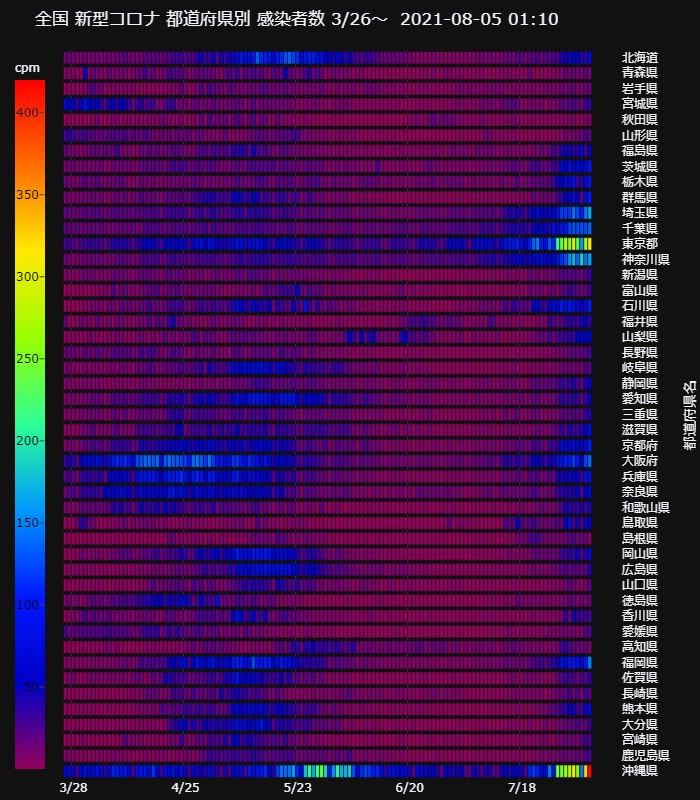 全国 新型コロナ 都道府県別 感染者数 3/26～ 2021-08-05 01:10
cpm
400
350
300
250
200
150
100
50
北海道
青森県
岩手県
宮城県
秋田県
山形県
福島県
茨城県
栃木県
群馬県
埼玉県
千葉県
東京都
神奈川県
新潟県
富山県
石川県
福井県
山梨県
長野県
岐阜県
静岡県
愛知県
三重県
滋賀県
京都府
大阪府
兵庫県
奈良県
和歌山県
鳥取県
島根県
岡山県
広島県
山口県
徳島県
香川県
愛媛県
高知県
福岡県
佐賀県
長崎県
熊本県
大分県
宮崎県
鹿児島県
沖縄県
都道府県名
3/28 4/25 5/23 6/20 7/18